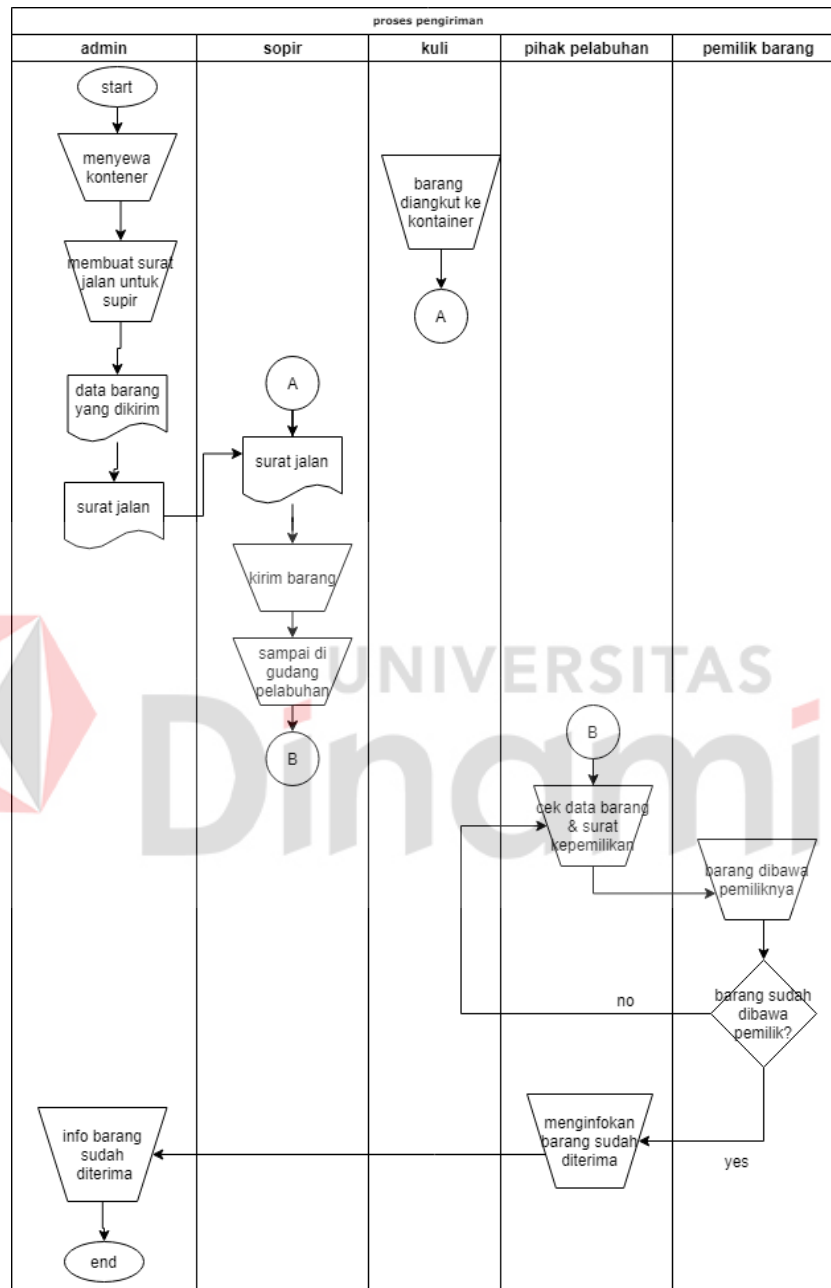 proses pengiriman
admin
sopir
kuli
pihak pelabuhan
pemilik barang
start
menyewa
kontener
membuat surat
jalan untuk
supir
data barang
yang dikirim
surat jalan
barang
diangkut ke
kontainer
A
A
surat jalan
kirim barang
sampai di
gudang
pelabuhan
B
B
cek data barang
& surat
kepemilikan
barang dibawa
pemiliknya
barang sudah
dibawa
pemilik?
no
yes
menginfokan
barang sudah
diterima
info barang
sudah
diterima
end
UNIVERSITAS
Dinami